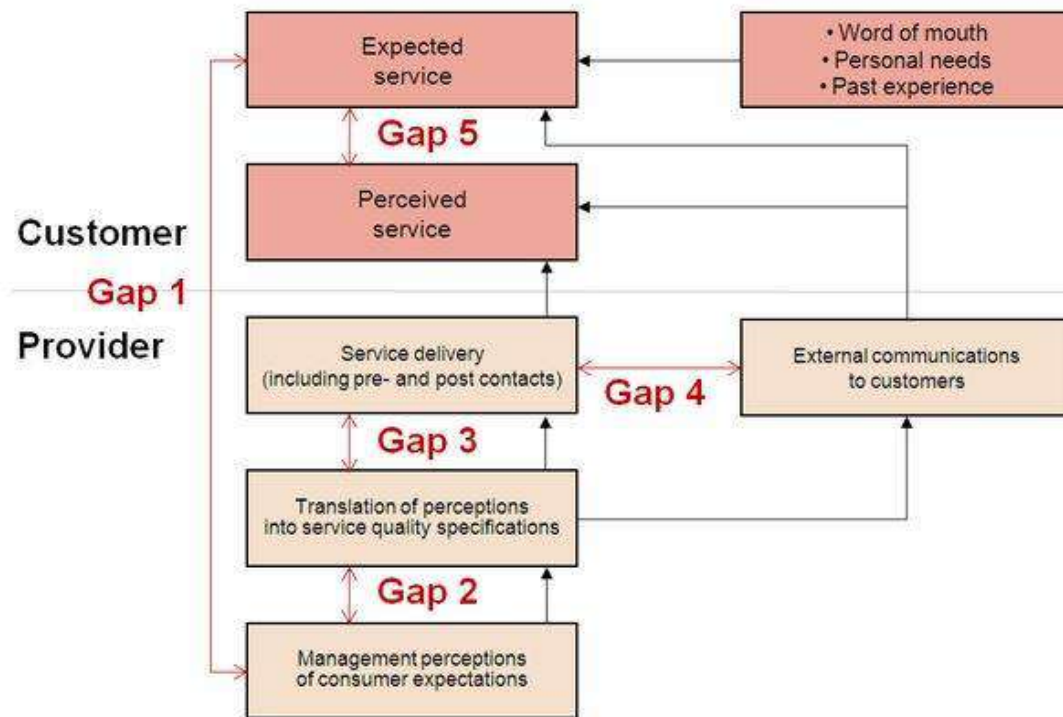 Expected
service
• Word of mouth
• Personal needs
• Past experience
Gap 5
Perceived
service
Customer
Gap 1
Provider
Service delivery
(including pre- and post contacts)
Gap 4
External communications
to customers
Gap 3
Translation of perceptions
into service quality specifications
Gap 2
Management perceptions
of consumer expectations